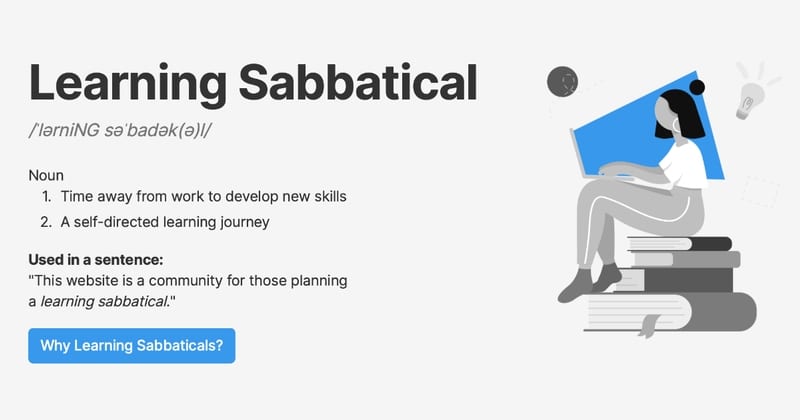 Learning Sabbatical
/ˈlərniNG səˈbadək(ə)l/
Noun
1. Time away from work to develop new skills
2. A self-directed learning journey
Used in a sentence:
"This website is a community for those planning
a learning sabbatical."
Why Learning Sabbaticals?